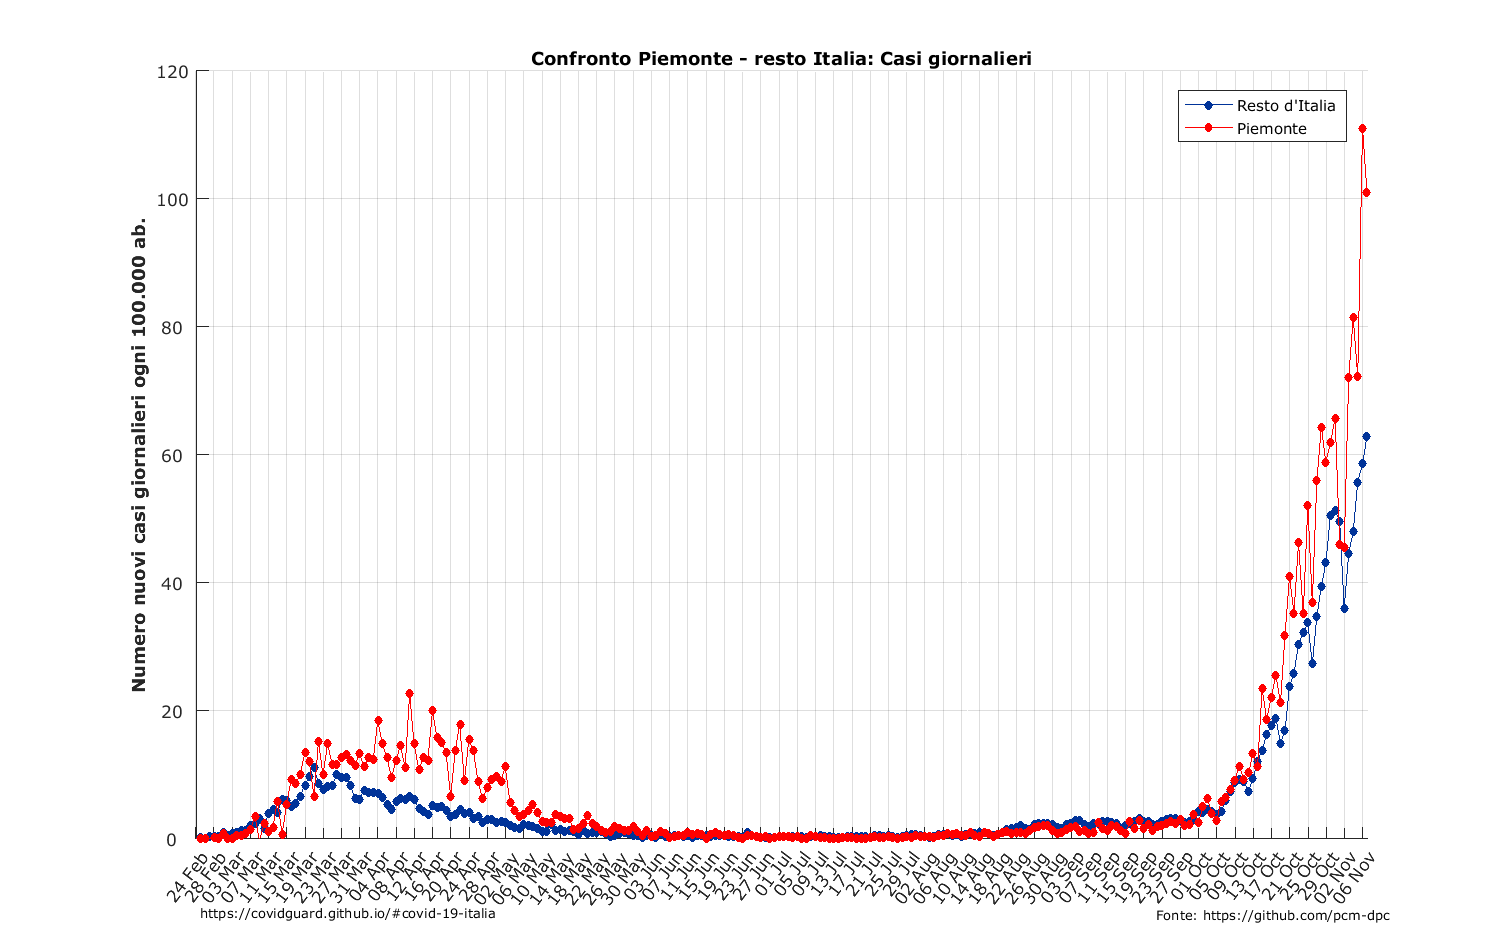 Confronto Piemonte - resto Italia: Casi giornalieri
Resto d'Italia
Piemonte
Numero nuovi casi giornalieri ogni 100.000 ab.
120
100
80
60
40
20
0
24 Feb
28 Feb
03 Mar
07 Mar
11 Mar
15 Mar
19 Mar
23 Mar
27 Mar
31 Mar
04 Apr
08 Apr
12 Apr
16 Apr
20 Apr
24 Apr
28 Apr
02 May
06 May
10 May
14 May
18 May
22 May
26 May
30 May
03 Jun
07 Jun
11 Jun
15 Jun
19 Jun
23 Jun
27 Jun
01 Jul
05 Jul
09 Jul
13 Jul
17 Jul
21 Jul
25 Jul
29 Jul
02 Aug
06 Aug
10 Aug
14 Aug
18 Aug
22 Aug
26 Aug
30 Aug
03 Sep
07 Sep
11 Sep
15 Sep
19 Sep
23 Sep
27 Sep
01 Oct
05 Oct
09 Oct
13 Oct
17 Oct
21 Oct
25 Oct
29 Oct
02 Nov
06 Nov
https://covidguard.github.io/#covid-19-italia
Fonte: https://github.com/pcm-dpc